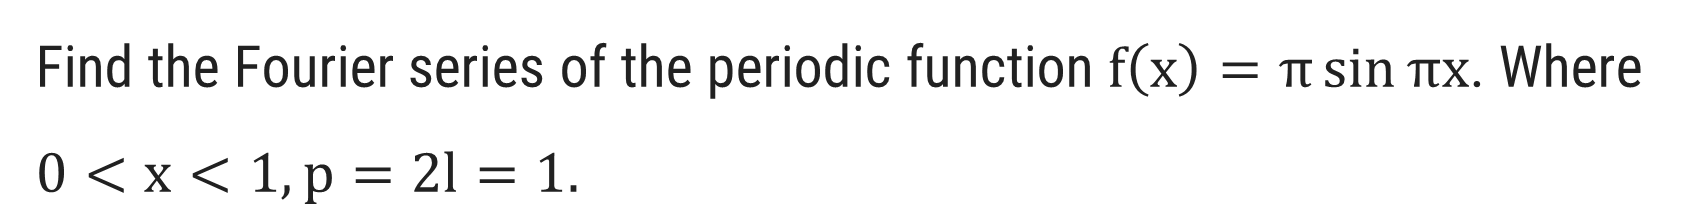 Find the Fourier series of the periodic function f(x) = π sin πx. Where
0 < x < 1, p = 2l = 1.